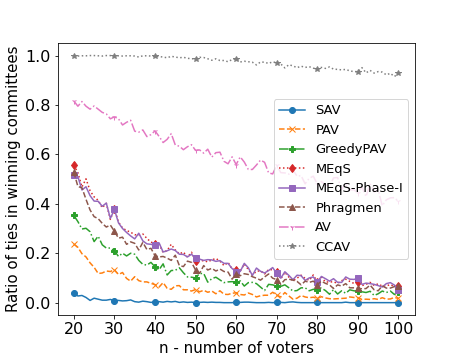 1.0
0.8
0.6
0.4
0.2
0.0
Ratio of ties in winning committees
SAV
PAV
GreedyPAV
MEqS
MEqS-Phase-I
Phragmen
AV
CCAV
20 30 40 50 60 70 80 90 100
n - number of voters